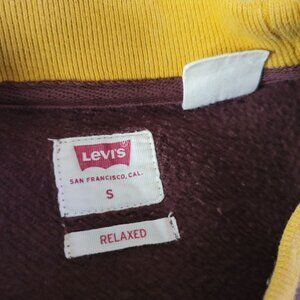 Levi's
SAN FRANCISCO, CAL.
S
RELAXED